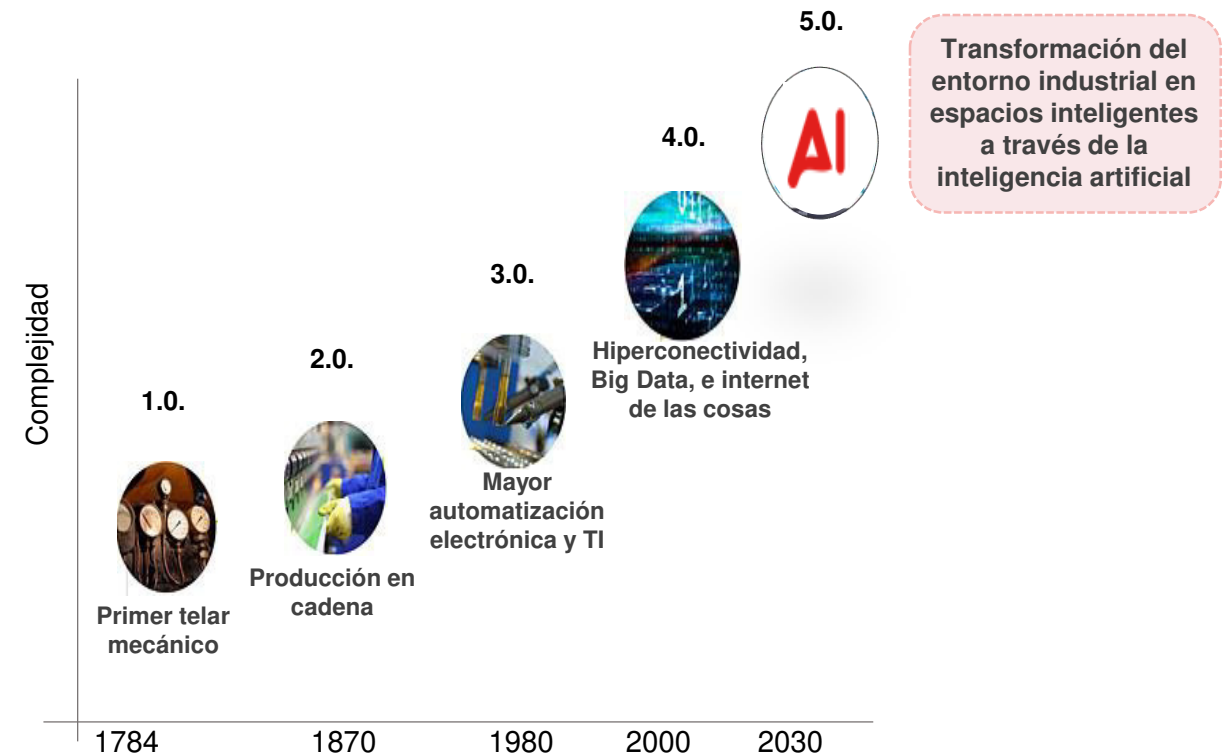 5.0.
Transformación del
entorno industrial en
espacios inteligentes
a través de la
inteligencia artificial
AI
4.0.
Hiperconectividad,
Big Data, e internet
de las cosas
3.0.
Mayor
automatización
electrónica y TI
2.0.
Producción en
cadena
1.0.
Primer telar
mecánico
Complejidad
1784 1870 1980 2000 2030